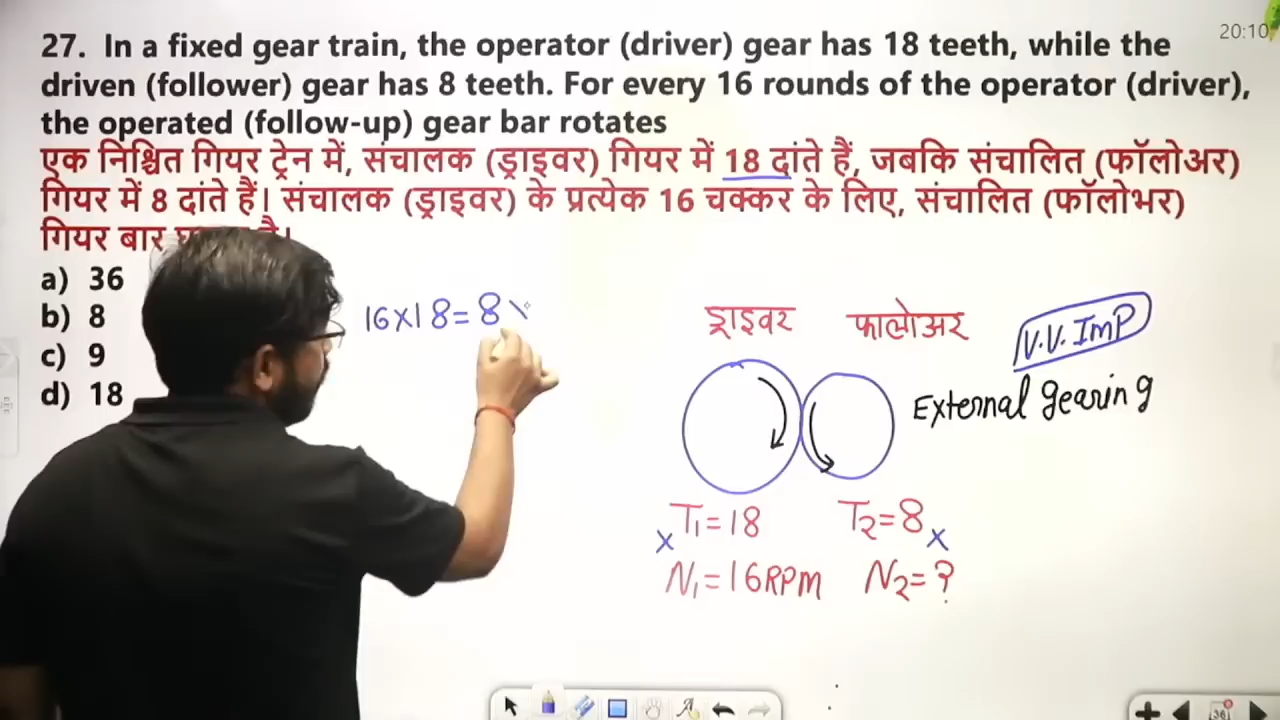 20:10
27. In a fixed gear train, the operator (driver) gear has 18 teeth, while the
driven (follower) gear has 8 teeth. For every 16 rounds of the operator (driver),
the operated (follow-up) gear bar rotates
एक निश्चित गियर ट्रेन में, संचालक (ड्राइवर) गियर में 18 दांते हैं, जबकि संचालित (फॉलोअर)
गियर में 8 दांते हैं। संचालक (ड्राइवर) के प्रत्येक 16 चक्कर के लिए, संचालित (फॉलोभर)
गियर बार है।
a) 36
b) 8
c) 9
d) 18
16×18=8
ड्राइवर फालोअर
V.V. Imp
External gearing
T₁=18 T₂=8
× ×
N₁=16RPM N₂=?
36